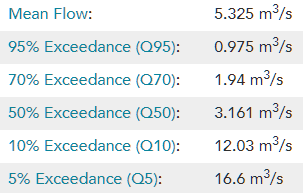 Mean Flow: 5.325 m³/s
95% Exceedance (Q95): 0.975 m³/s
70% Exceedance (Q70): 1.94 m³/s
50% Exceedance (Q50): 3.161 m³/s
10% Exceedance (Q10): 12.03 m³/s
5% Exceedance (Q5): 16.6 m³/s